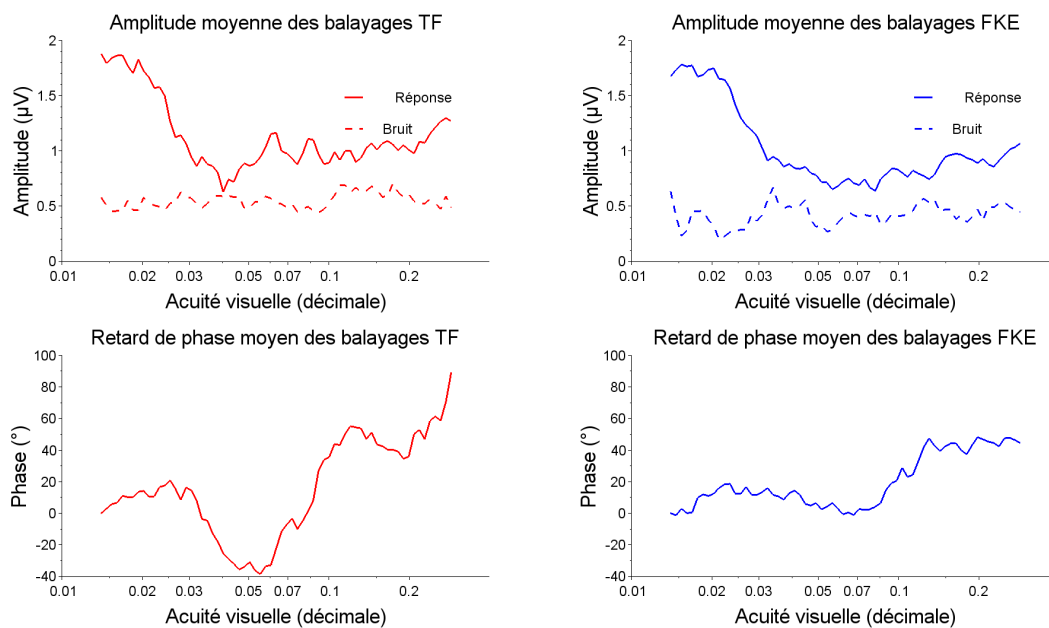 Amplitude moyenne des balayages TF
2
1.5
1
0.5
0
Amplitude (µV)
Réponse
Bruit
0.01 0.02 0.03 0.05 0.07 0.1 0.2
Acuité visuelle (décimale)
Amplitude moyenne des balayages FKE
2
1.5
1
0.5
0
Amplitude (µV)
Réponse
Bruit
0.01 0.02 0.03 0.05 0.07 0.1 0.2
Acuité visuelle (décimale)
Retard de phase moyen des balayages TF
100
80
60
40
20
0
-20
-40
Phase (°)
0.01 0.02 0.03 0.05 0.07 0.1 0.2
Acuité visuelle (décimale)
Retard de phase moyen des balayages FKE
100
80
60
40
20
0
-20
-40
Phase (°)
0.01 0.02 0.03 0.05 0.07 0.1 0.2
Acuité visuelle (décimale)